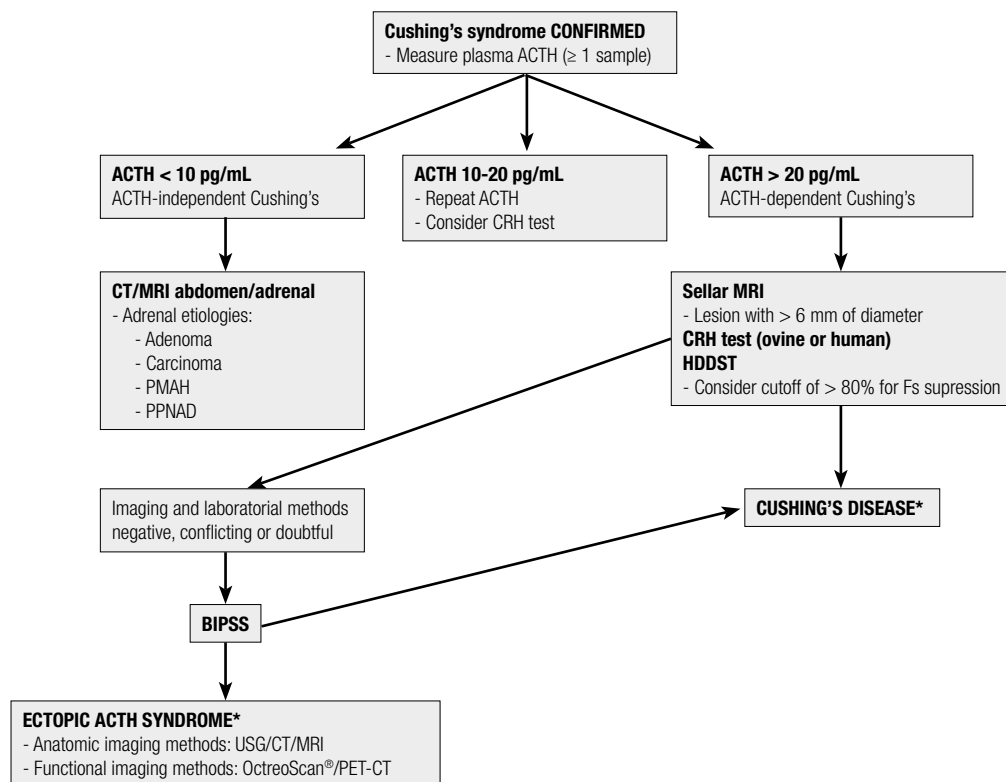 Cushing's syndrome CONFIRMED
- Measure plasma ACTH (≥ 1 sample)
ACTH < 10 pg/mL
ACTH-independent Cushing's
ACTH 10-20 pg/mL
- Repeat ACTH
- Consider CRH test
ACTH > 20 pg/mL
ACTH-dependent Cushing's
CT/MRI abdomen/adrenal
- Adrenal etiologies:
- Adenoma
- Carcinoma
- PMAH
- PPNAD
Sellar MRI
- Lesion with > 6 mm of diameter
CRH test (ovine or human)
HDDST
- Consider cutoff of > 80% for Fs supression
Imaging and laboratorial methods
negative, conflicting or doubtful
CUSHING'S DISEASE*
BIPSS
ECTOPIC ACTH SYNDROME*
- Anatomic imaging methods: USG/CT/MRI
- Functional imaging methods: OctreoScan®/PET-CT